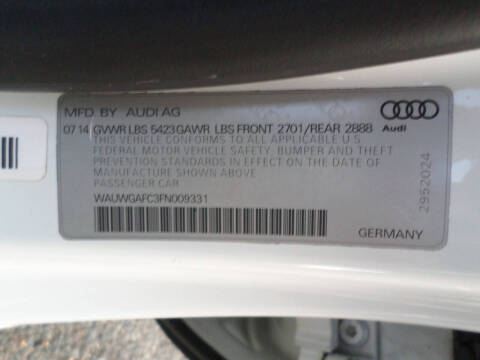 MFD BY AUDI AG
07 14 GVWR LBS 5423 GAWR LBS FRONT 2701/REAR 2888 Audi
THIS VEHICLE CONFORMS TO ALL APPLICABLE U S
FEDERAL MOTOR VEHICLE SAFETY, BUMPER AND THEFT
PREVENTION STANDARDS IN EFFECT ON THE DATE OF
MANUFACTURE SHOWN ABOVE
PASSENGER CAR
WAUWGAFC3FN009331
2952024
GERMANY